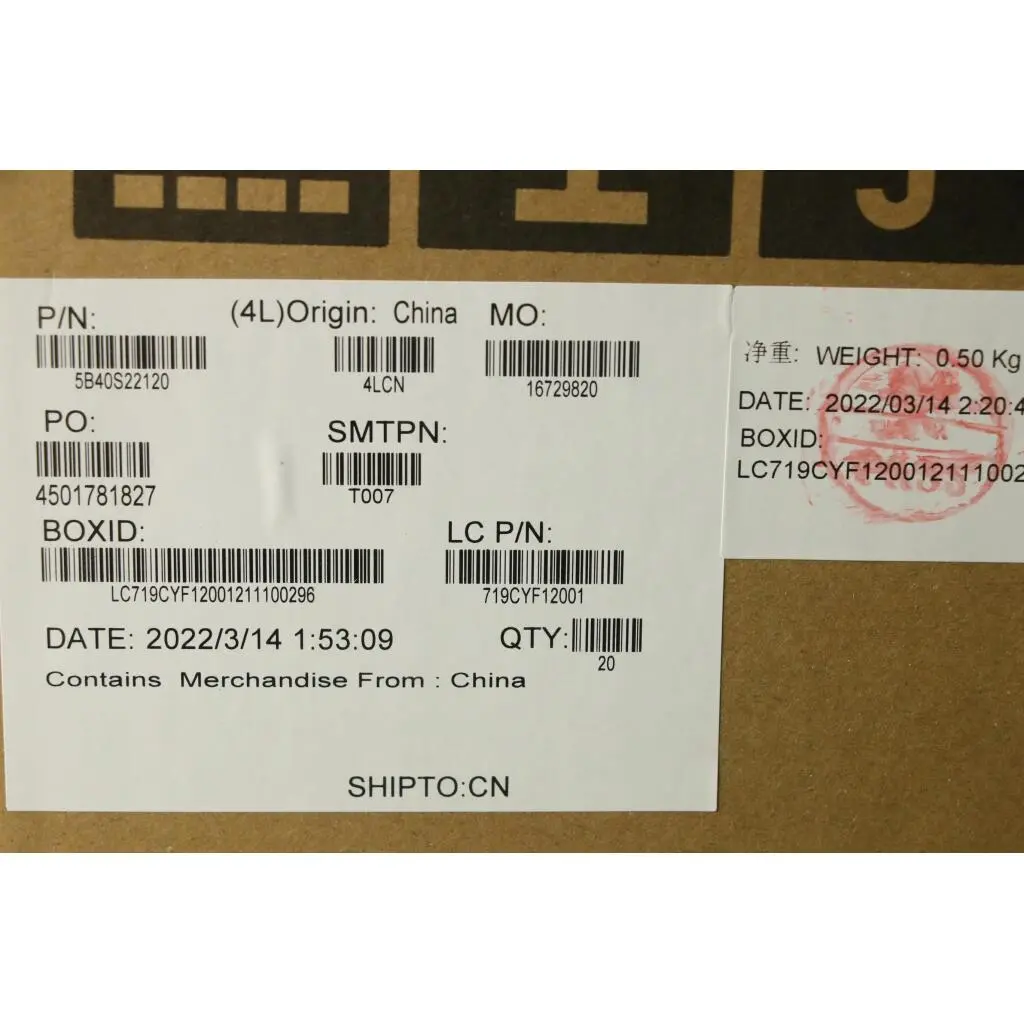 P/N: (4L)Origin: China MO:
5B40S22120 4LCN 16729820
PO: SMTPN:
4501781827 T007
BOXID: LC P/N:
LC719CYF12001211100296 719CYF12001
DATE: 2022/3/14 1:53:09 QTY:
20
Contains Merchandise From : China
SHIPTO:CN
净重: WEIGHT: 0.50 Kg
DATE: 2022/03/14 2:20:4
BOXID:
LC719CYF120012111002